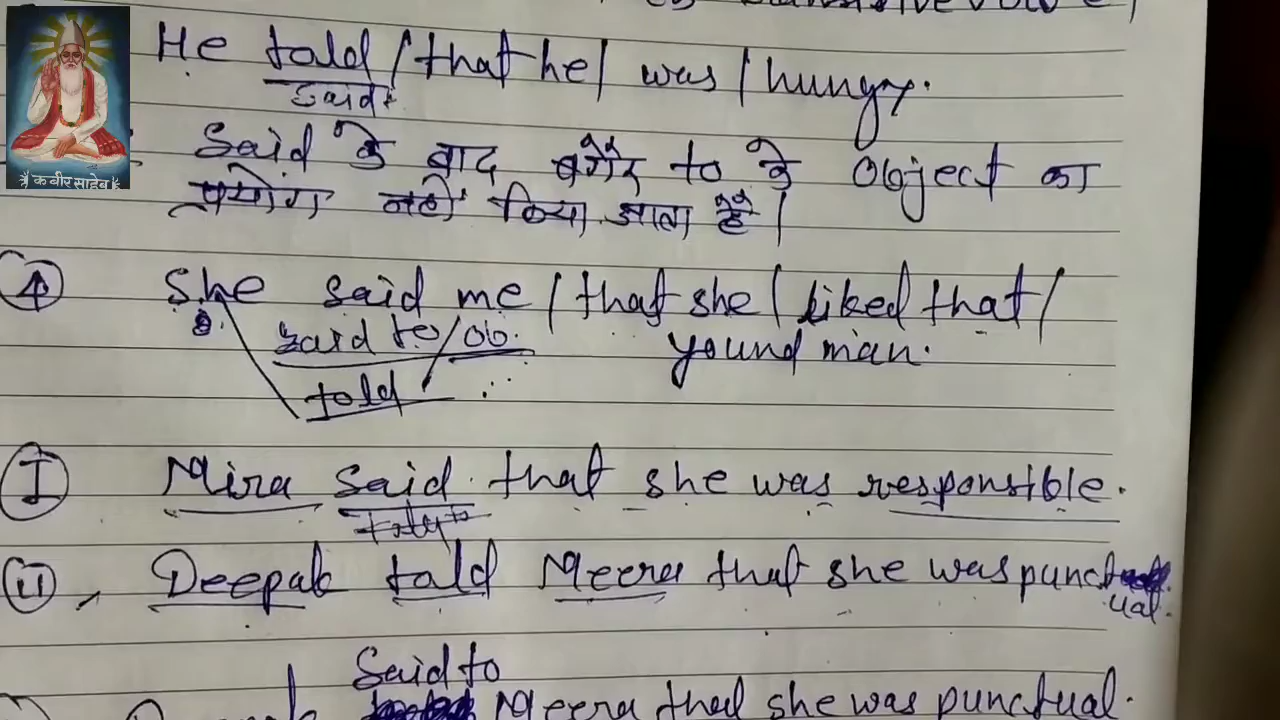 He told / that he / was / hungry.
said
Said के बाद बगैर to के object का
प्रयोग नहीं किया जाता है |
4 She said me / that she / liked that /
said to / ob. young man.
told
I Mira said that she was responsible.
II, Deepak told Meera that she was punctual.
Said to
Meera that she was punctual.
कबीर साहेब